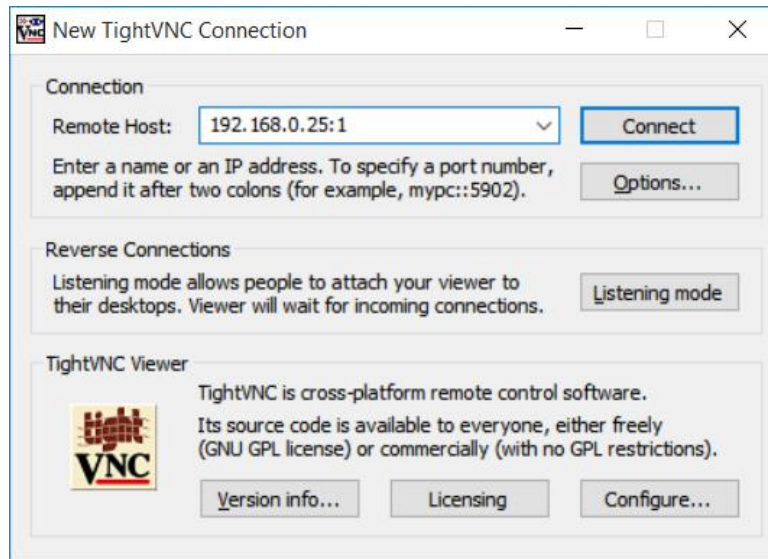 New TightVNC Connection
Connection
Remote Host: 192.168.0.25:1 Connect
Enter a name or an IP address. To specify a port number,
append it after two colons (for example, mypc::5902).
Options...
Reverse Connections
Listening mode allows people to attach your viewer to
their desktops. Viewer will wait for incoming connections.
Listening mode
TightVNC Viewer
tight
VNC
TightVNC is cross-platform remote control software.
Its source code is available to everyone, either freely
(GNU GPL license) or commercially (with no GPL restrictions).
Version info... Licensing Configure...